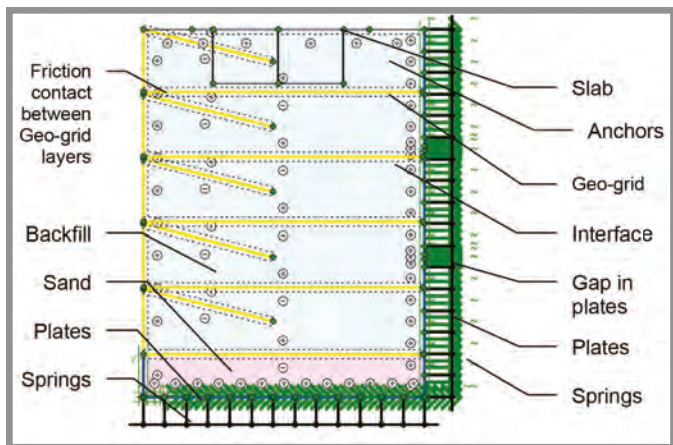 Friction
contact
between
Geo-grid
layers
Backfill
Sand
Plates
Springs
Slab
Anchors
Geo-grid
Interface
Gap in
plates
Plates
Springs